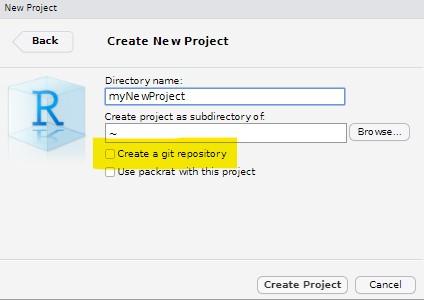 New Project
Back
Create New Project
R
Directory name:
myNewProject
Create project as subdirectory of:
~
Browse...
Create a git repository
Use packrat with this project
Create Project
Cancel